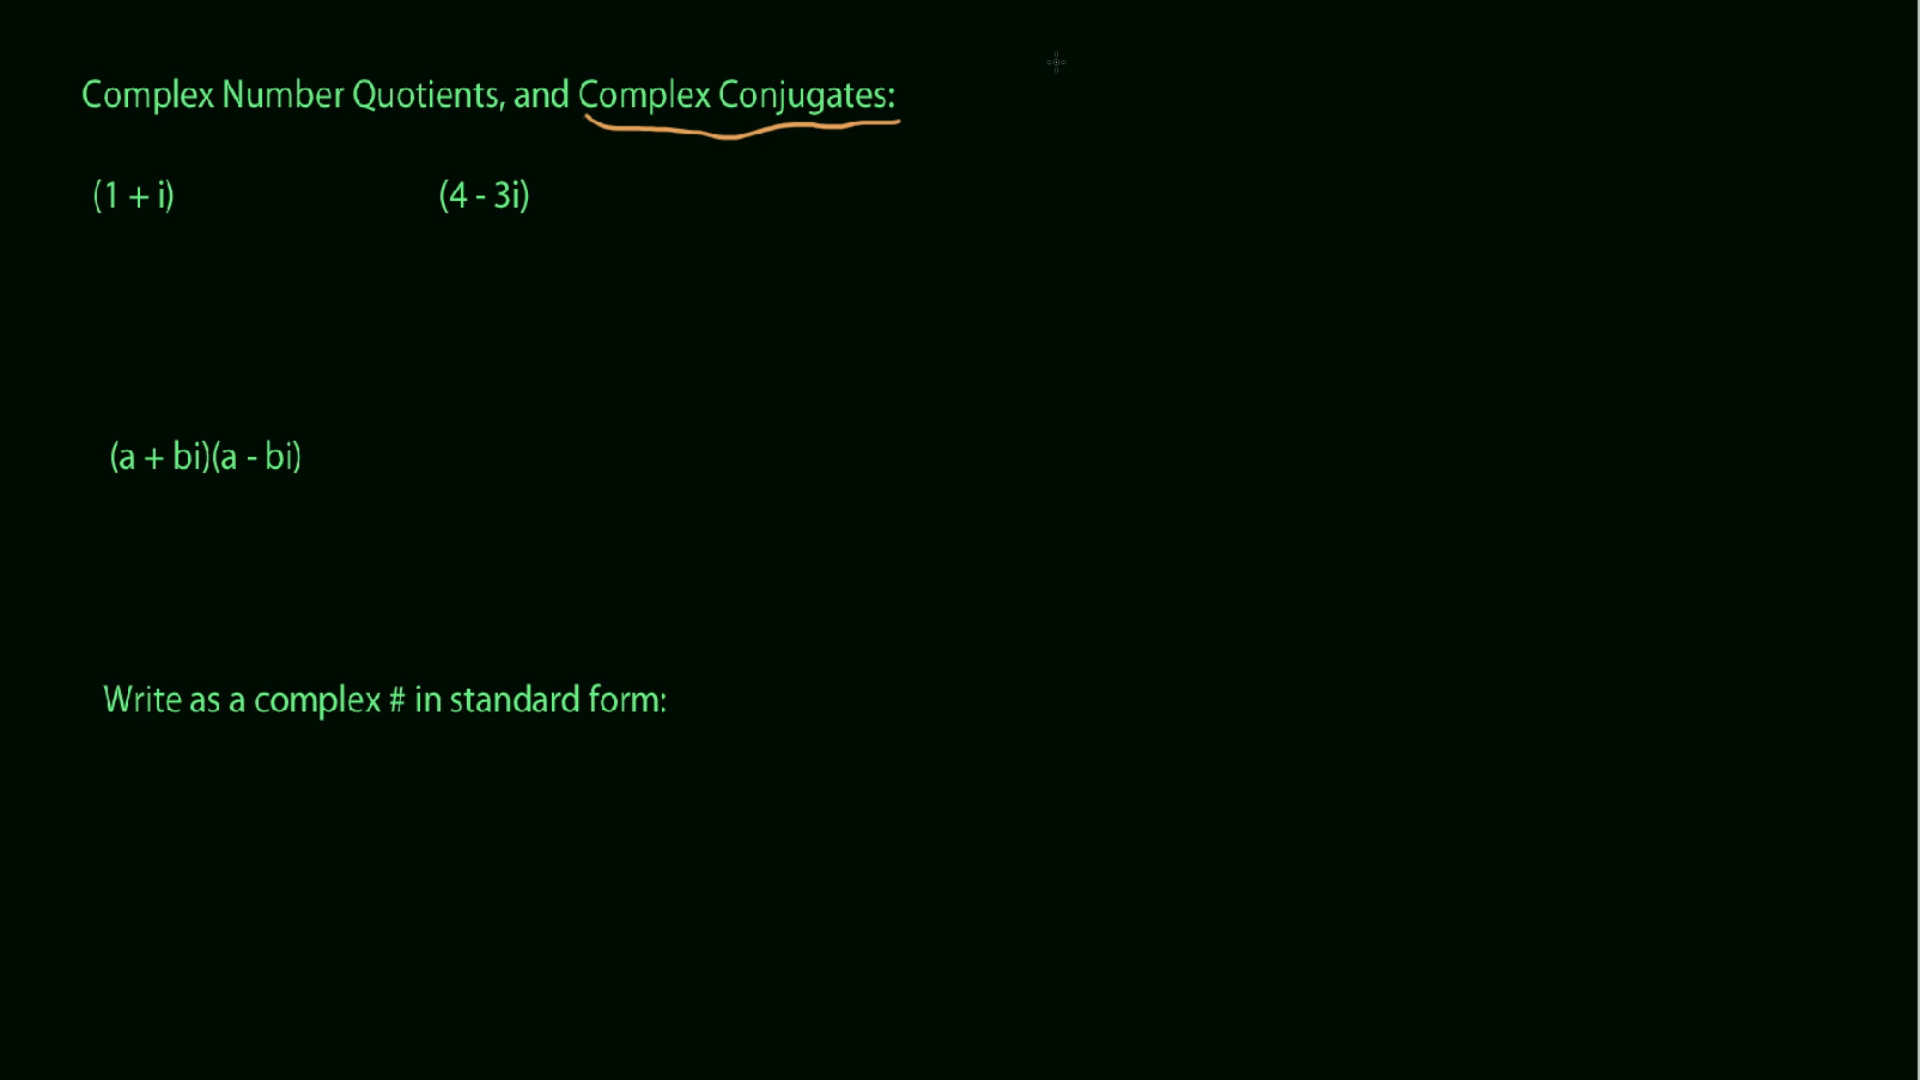 Complex Number Quotients, and Complex Conjugates:
(1 + i) (4 - 3i)
(a + bi)(a - bi)
Write as a complex # in standard form: